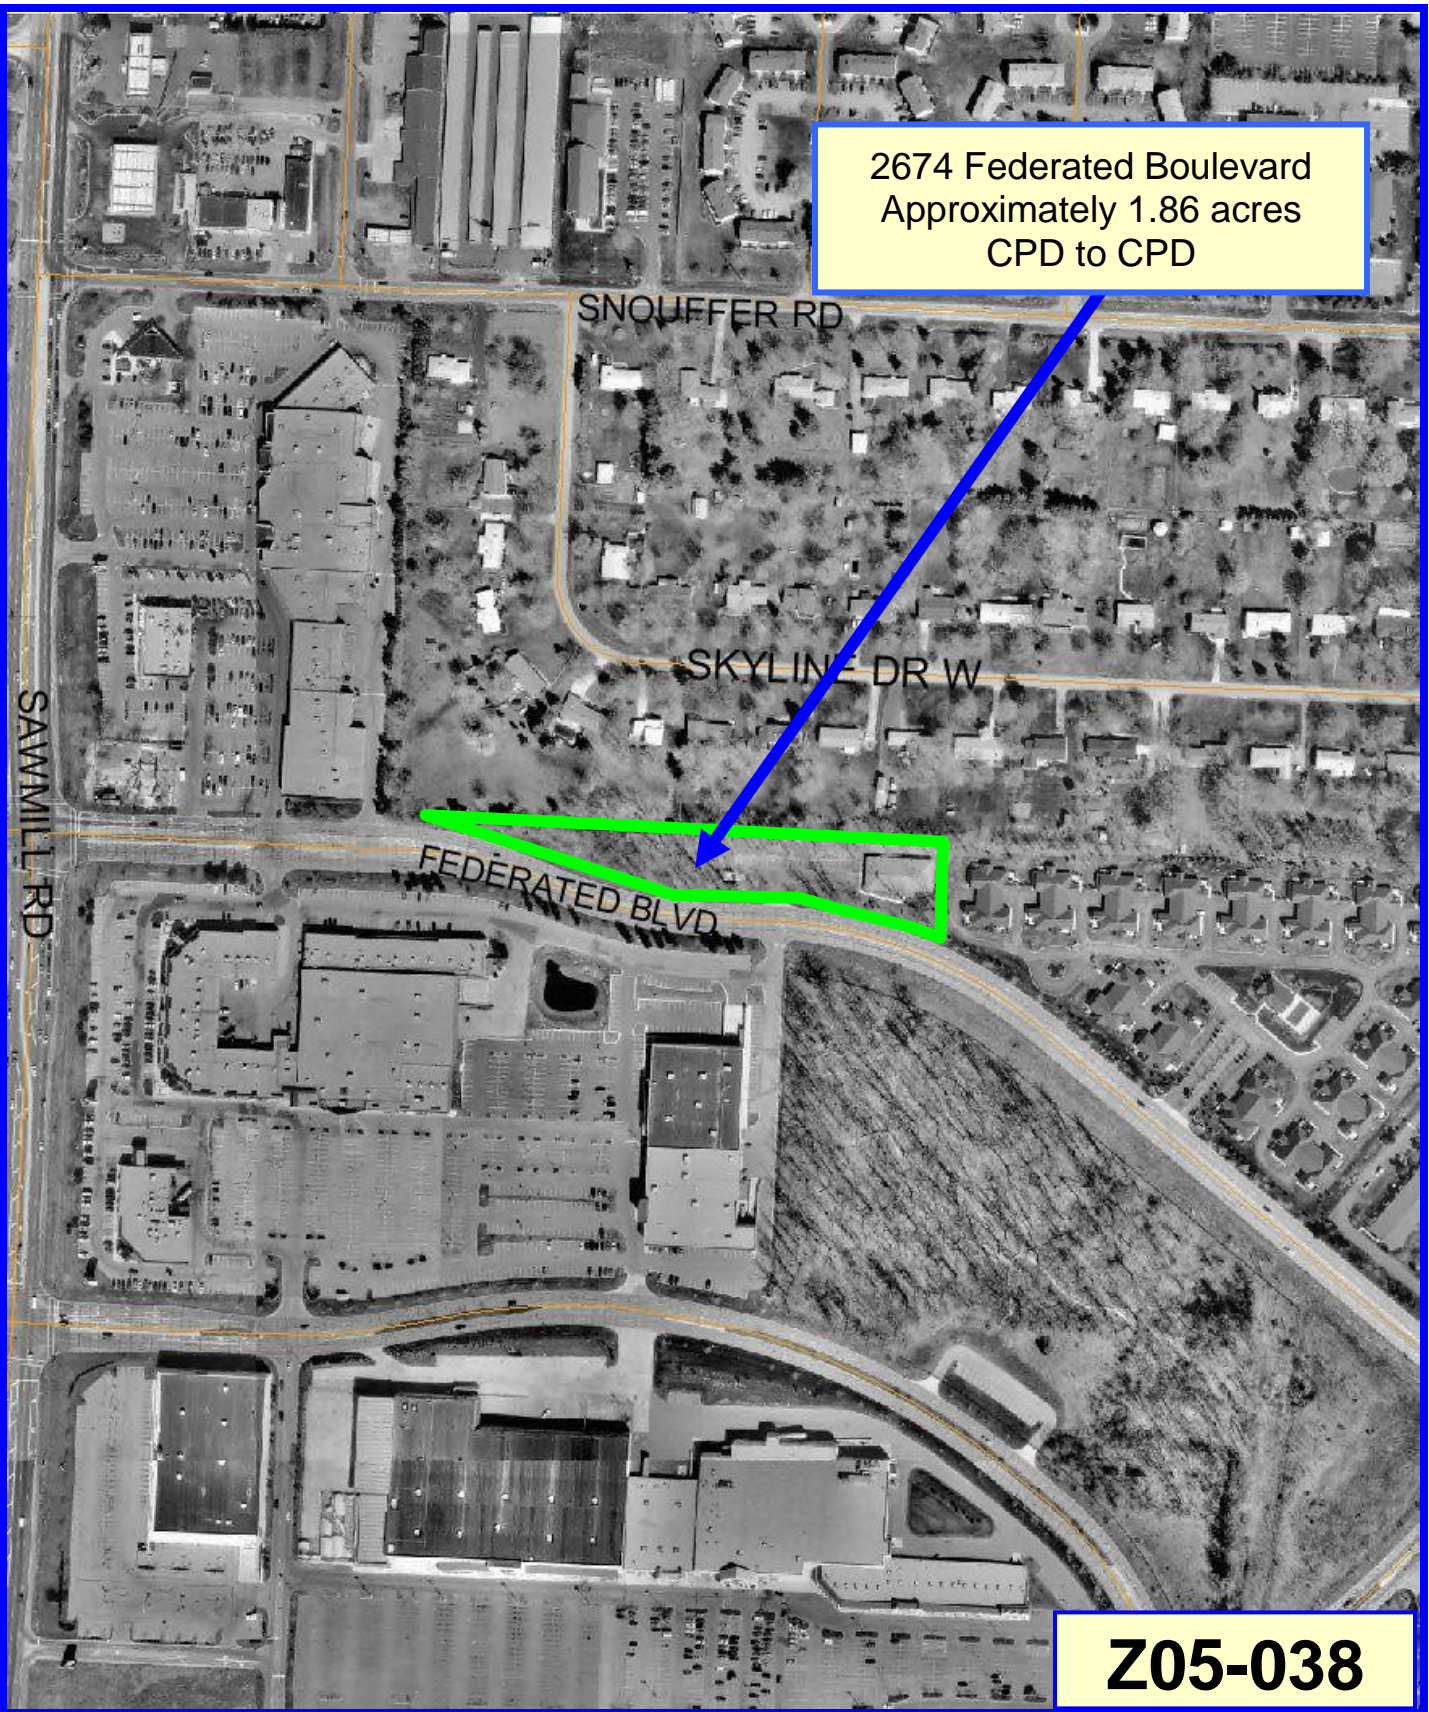 2674 Federated Boulevard
Approximately 1.86 acres
CPD to CPD
SNOUFFER RD
SKYLINE DR W
SAWMILL RD
FEDERATED BLVD
Z05-038